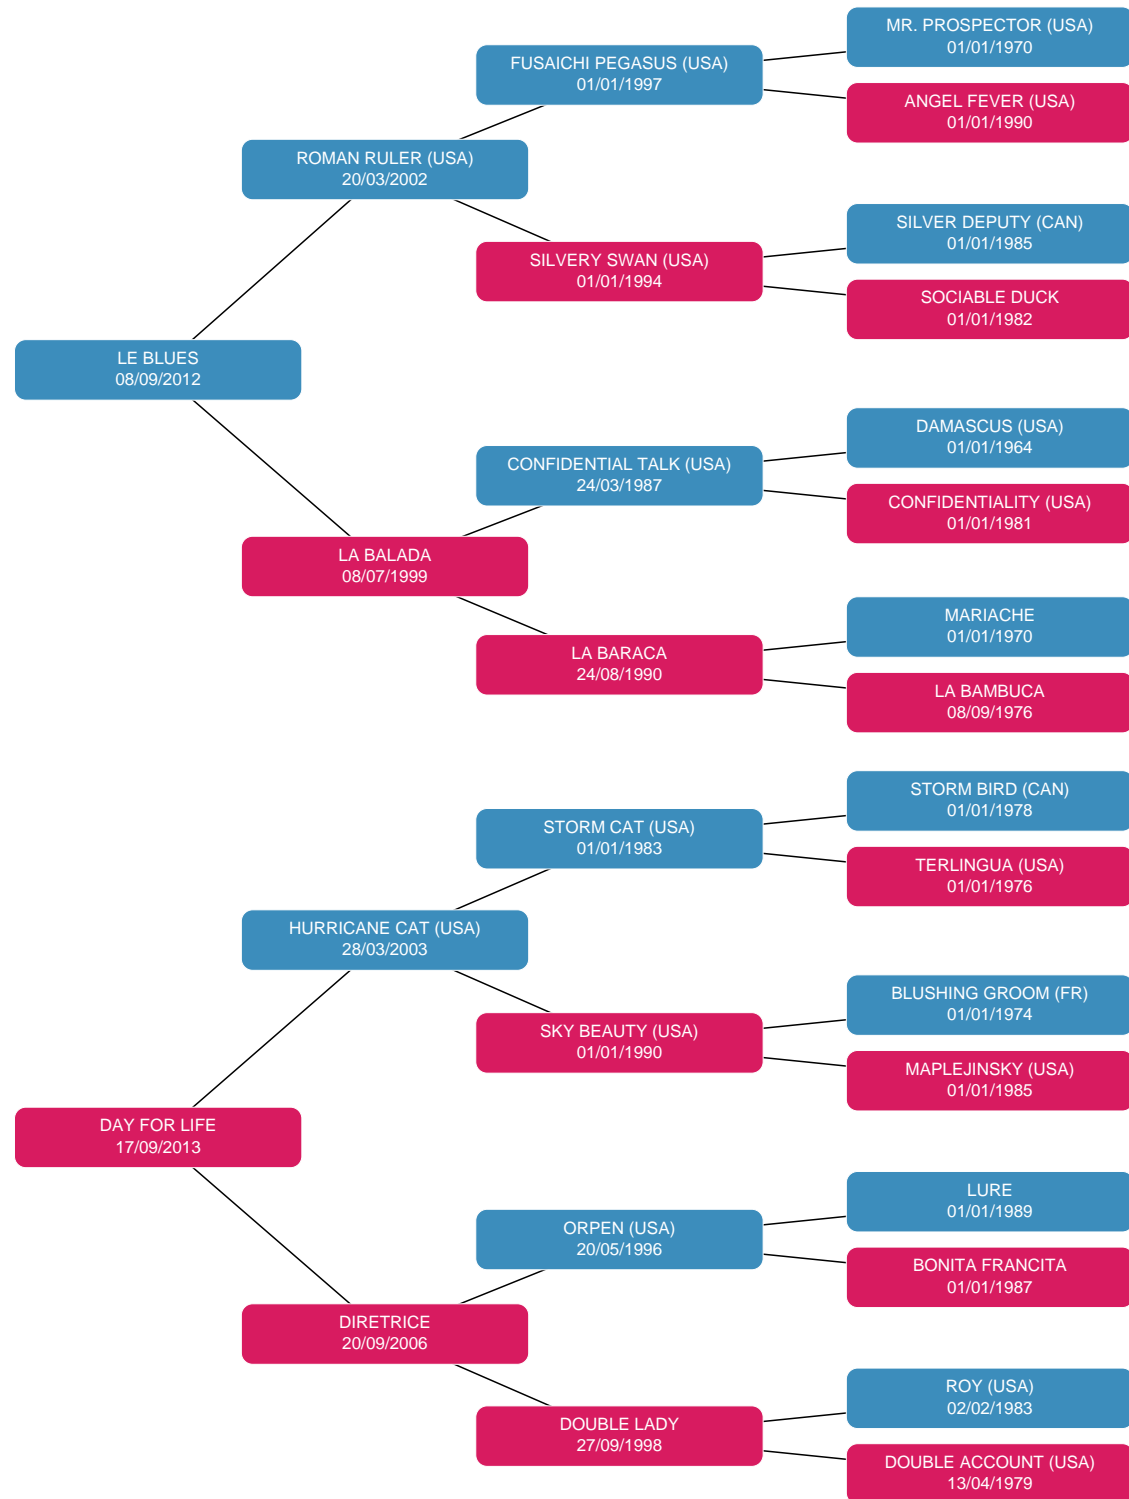 MR. PROSPECTOR (USA)
01/01/1970
FUSAICHI PEGASUS (USA)
01/01/1997
ANGEL FEVER (USA)
01/01/1990
ROMAN RULER (USA)
20/03/2002
SILVER DEPUTY (CAN)
01/01/1985
SILVERY SWAN (USA)
01/01/1994
SOCIABLE DUCK
01/01/1982
LE BLUES
08/09/2012
DAMASCUS (USA)
01/01/1964
CONFIDENTIAL TALK (USA)
24/03/1987
CONFIDENTIALITY (USA)
01/01/1981
LA BALADA
08/07/1999
MARIACHE
01/01/1970
LA BARACA
24/08/1990
LA BAMBUCA
08/09/1976
STORM BIRD (CAN)
01/01/1978
STORM CAT (USA)
01/01/1983
TERLINGUA (USA)
01/01/1976
HURRICANE CAT (USA)
28/03/2003
BLUSHING GROOM (FR)
01/01/1974
SKY BEAUTY (USA)
01/01/1990
MAPLEJINSKY (USA)
01/01/1985
DAY FOR LIFE
17/09/2013
LURE
01/01/1989
ORPEN (USA)
20/05/1996
BONITA FRANCITA
01/01/1987
DIRETRICE
20/09/2006
ROY (USA)
02/02/1983
DOUBLE LADY
27/09/1998
DOUBLE ACCOUNT (USA)
13/04/1979